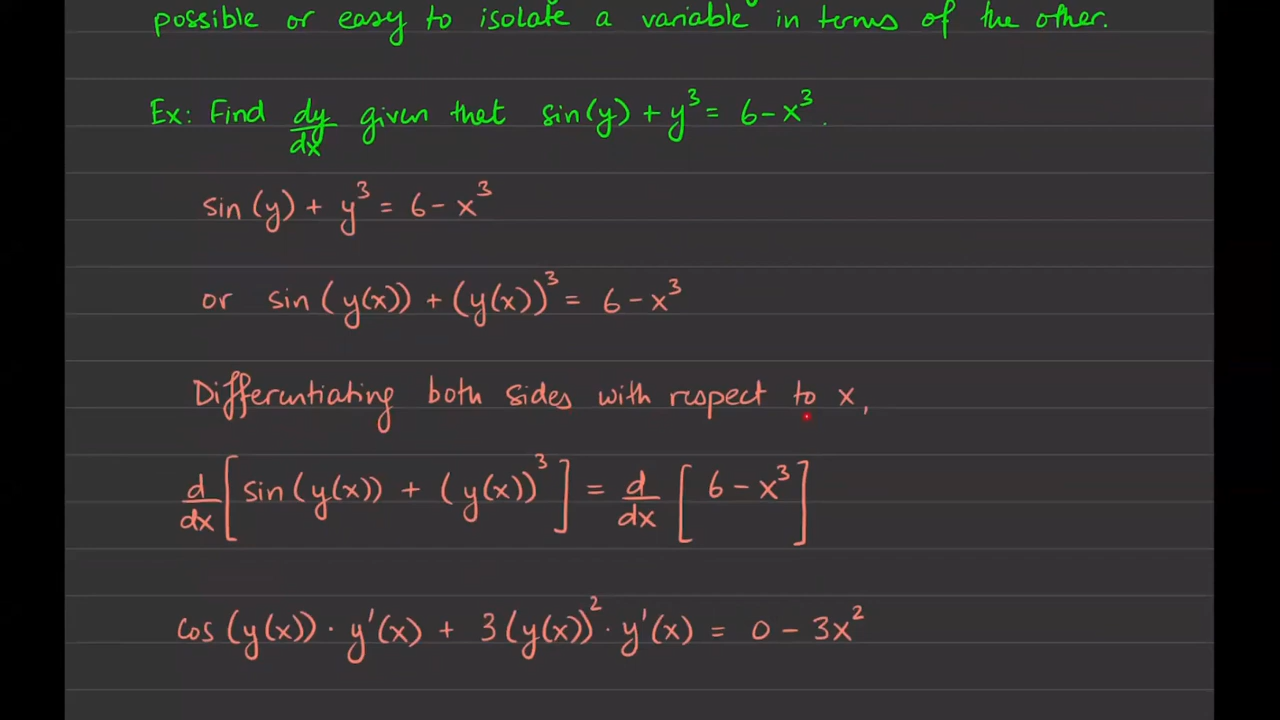 possible or easy to isolate a variable in terms of the other.
Ex: Find dy/dx given that sin(y) + y³ = 6 - x³.
sin(y) + y³ = 6 - x³
or sin(y(x)) + (y(x))³ = 6 - x³
Differentiating both sides with respect to x,
d/dx [sin(y(x)) + (y(x))³] = d/dx [6 - x³]
cos(y(x)) · y'(x) + 3(y(x))² · y'(x) = 0 - 3x²